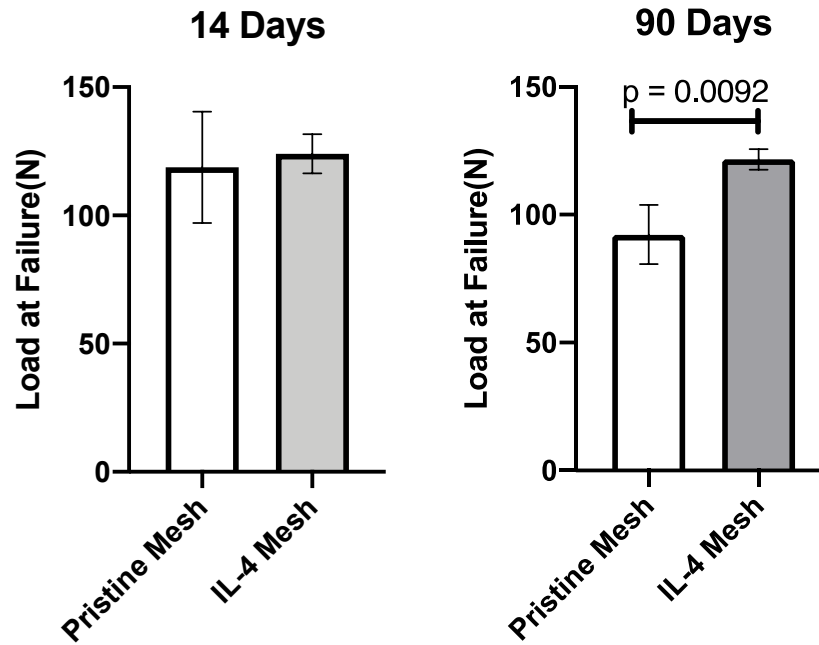 14 Days
Load at Failure(N)
150
100
50
0
Pristine Mesh
IL-4 Mesh
90 Days
Load at Failure(N)
150
100
50
0
p = 0.0092
Pristine Mesh
IL-4 Mesh